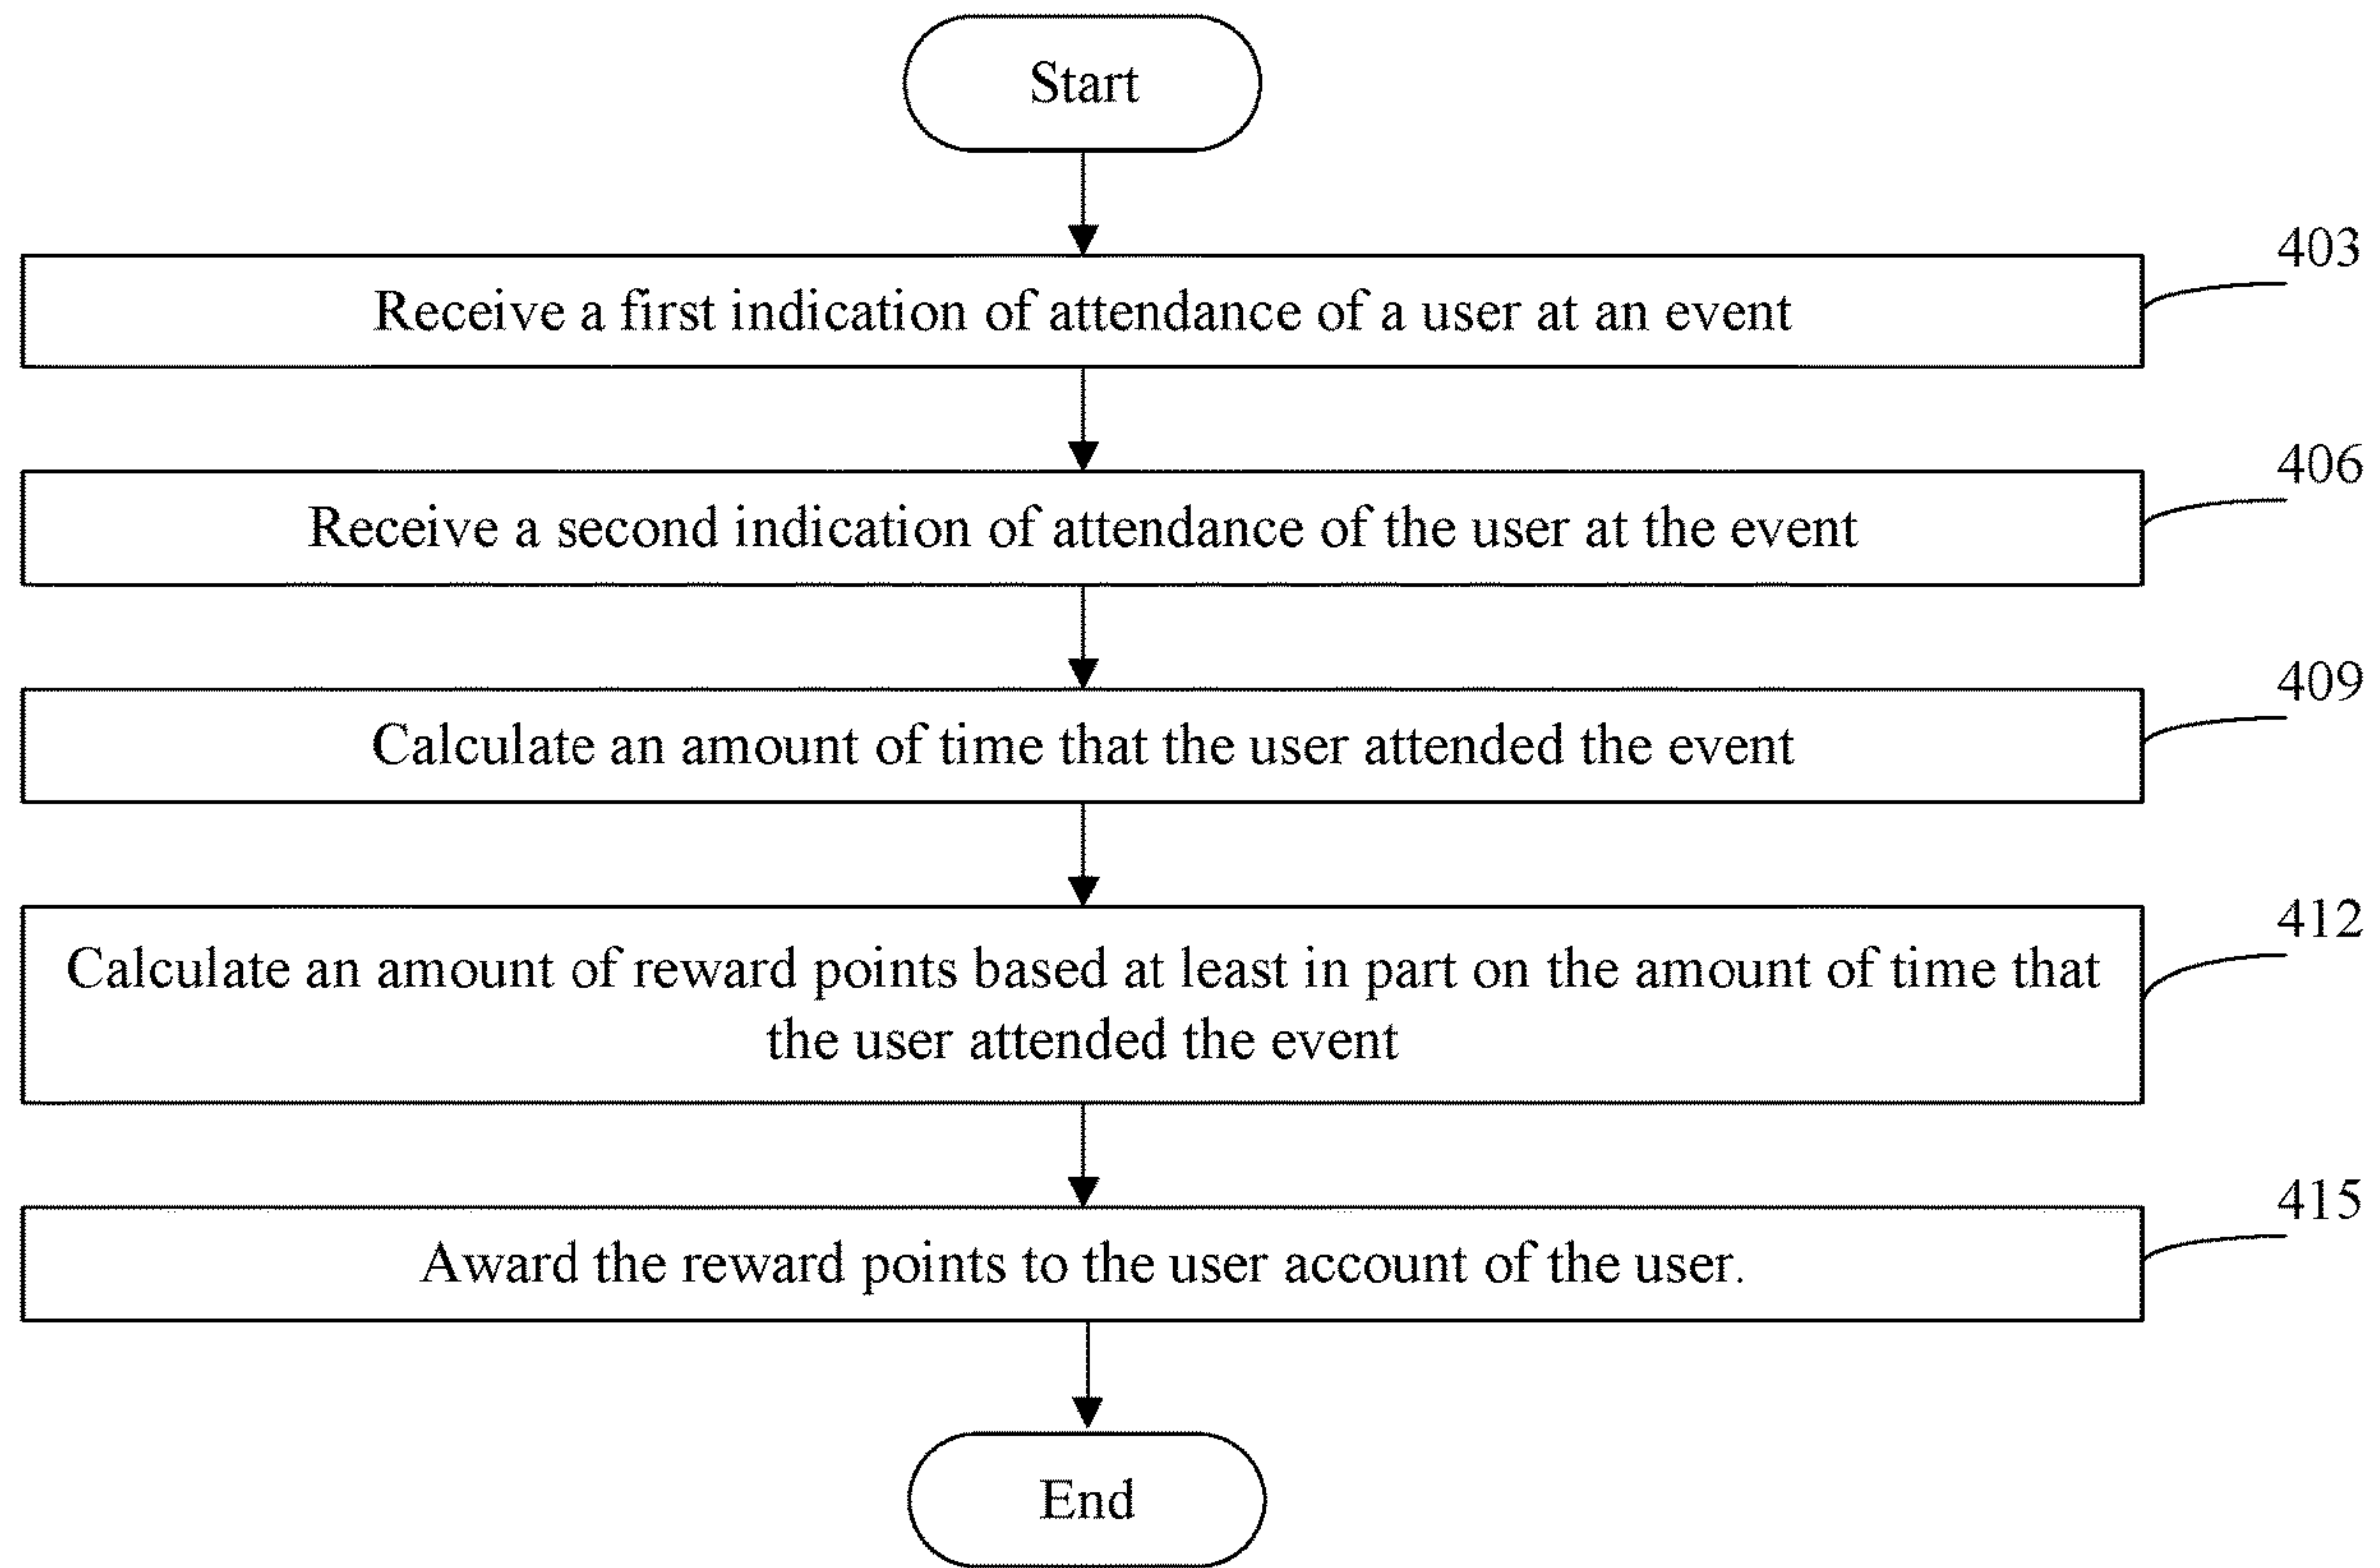 Start
403
Receive a first indication of attendance of a user at an event
406
Receive a second indication of attendance of the user at the event
409
Calculate an amount of time that the user attended the event
412
Calculate an amount of reward points based at least in part on the amount of time that
the user attended the event
415
Award the reward points to the user account of the user.
End